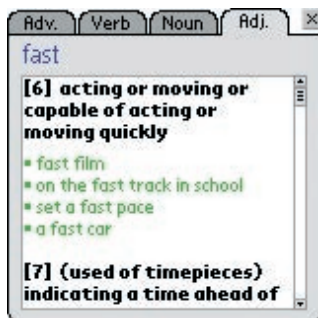 Adv. Verb Noun Adj.
fast
[6] acting or moving or
capable of acting or
moving quickly
▪ fast film
▪ on the fast track in school
▪ set a fast pace
▪ a fast car
[7] (used of timepieces)
indicating a time ahead of